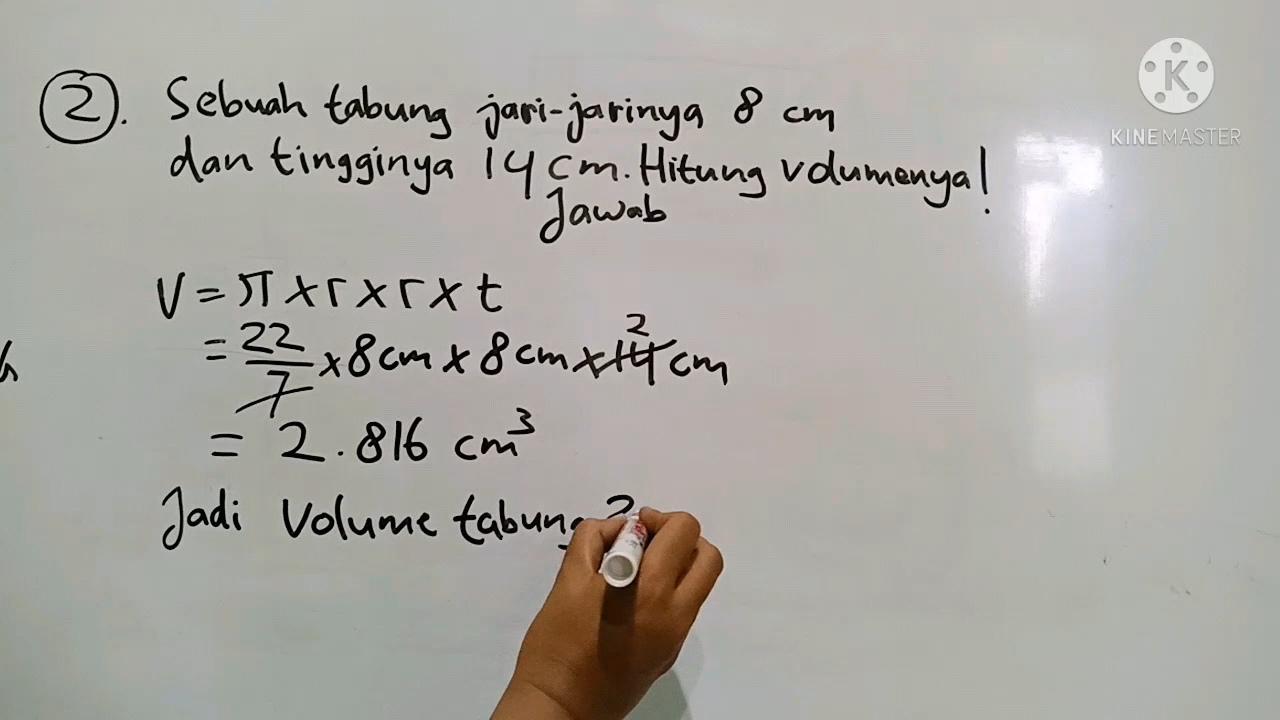 2. Sebuah tabung jari-jarinya 8 cm
dan tingginya 14 cm. Hitung volumenya!
Jawab
V = π x r x r x t
= 22/7 x 8 cm x 8 cm x 14 2 cm
= 2.816 cm³
Jadi Volume tabung
K
KINEMASTER